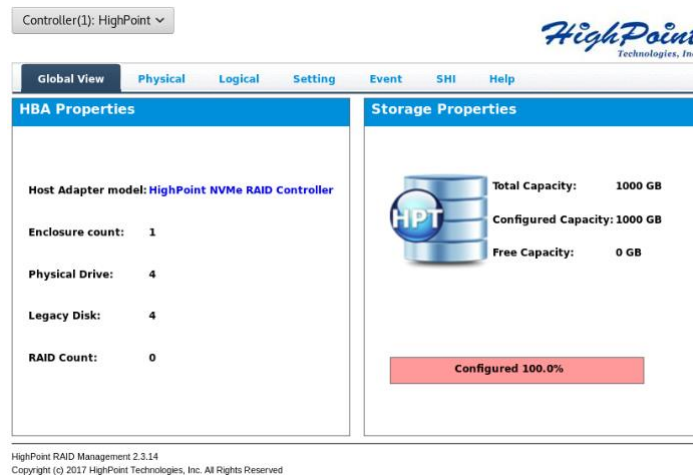 Controller(1): HighPoint
HighPoint
Technologies, Inc
Global View Physical Logical Setting Event SHI Help
HBA Properties
Host Adapter model: HighPoint NVMe RAID Controller
Enclosure count: 1
Physical Drive: 4
Legacy Disk: 4
RAID Count: 0
Storage Properties
HPT
Total Capacity: 1000 GB
Configured Capacity: 1000 GB
Free Capacity: 0 GB
Configured 100.0%
HighPoint RAID Management 2.3.14
Copyright (c) 2017 HighPoint Technologies, Inc. All Rights Reserved